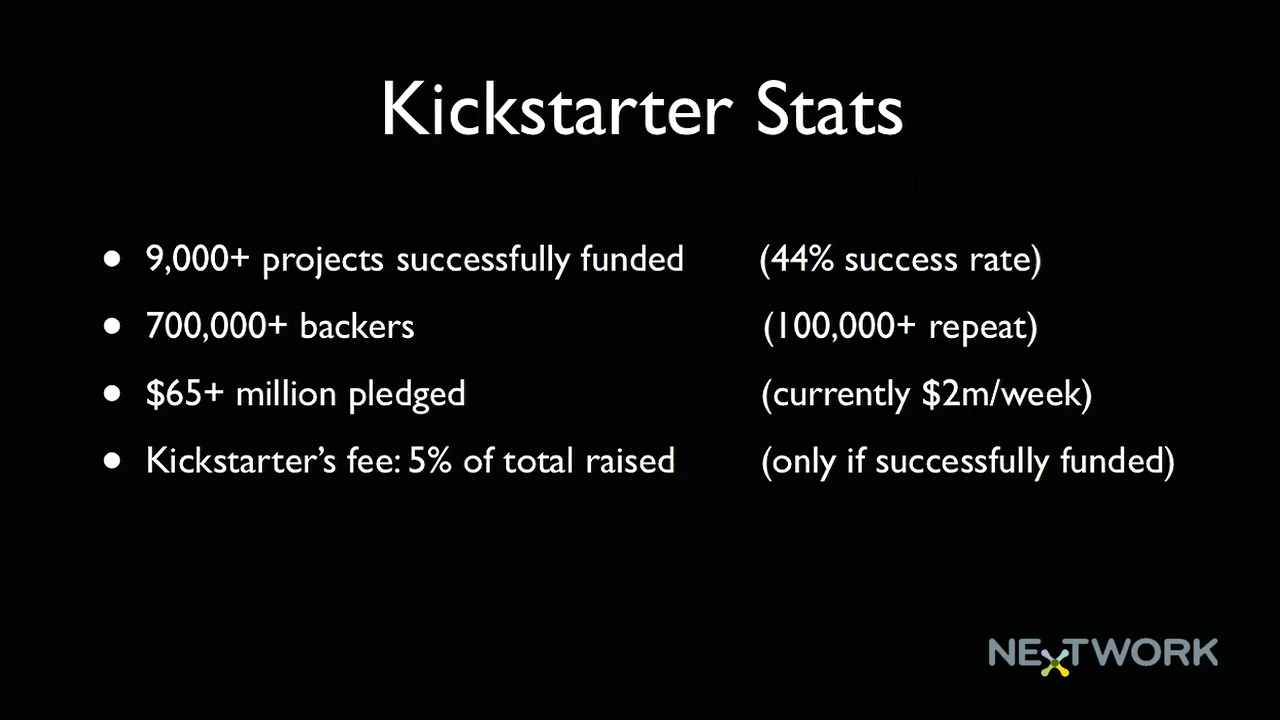 Kickstarter Stats
• 9,000+ projects successfully funded (44% success rate)
• 700,000+ backers (100,000+ repeat)
• $65+ million pledged (currently $2m/week)
• Kickstarter’s fee: 5% of total raised (only if successfully funded)
NEXTWORK